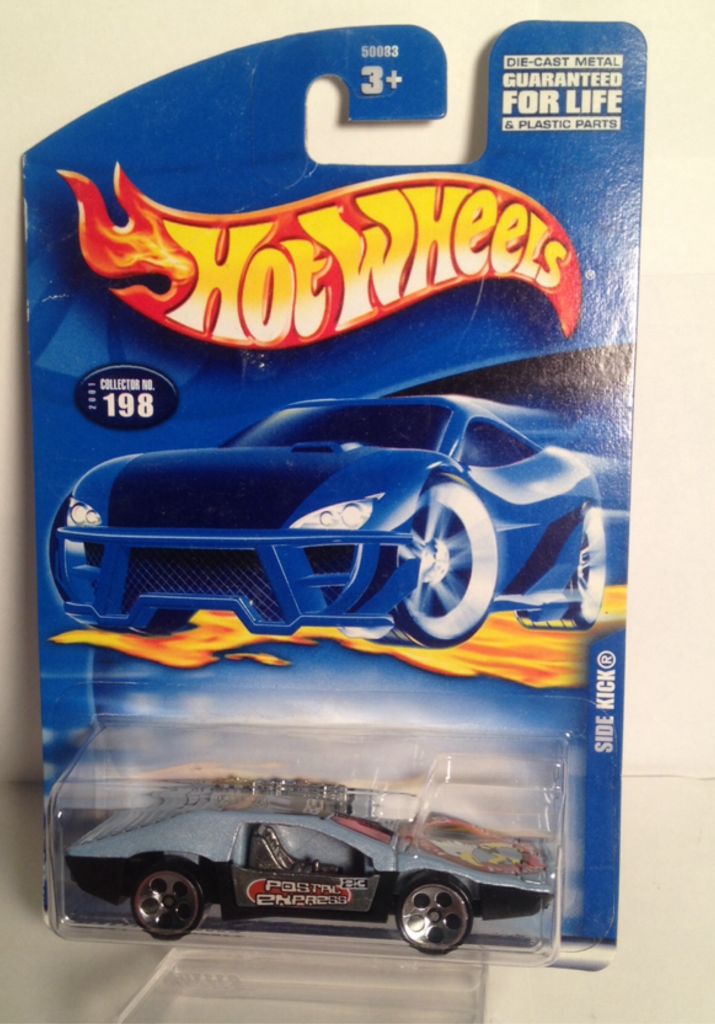 50083
3+
DIE-CAST METAL
GUARANTEED
FOR LIFE
& PLASTIC PARTS
HOT WHEELS®
2001
COLLECTOR NO.
198
SIDE KICK®
POSTAL
EXPRESS